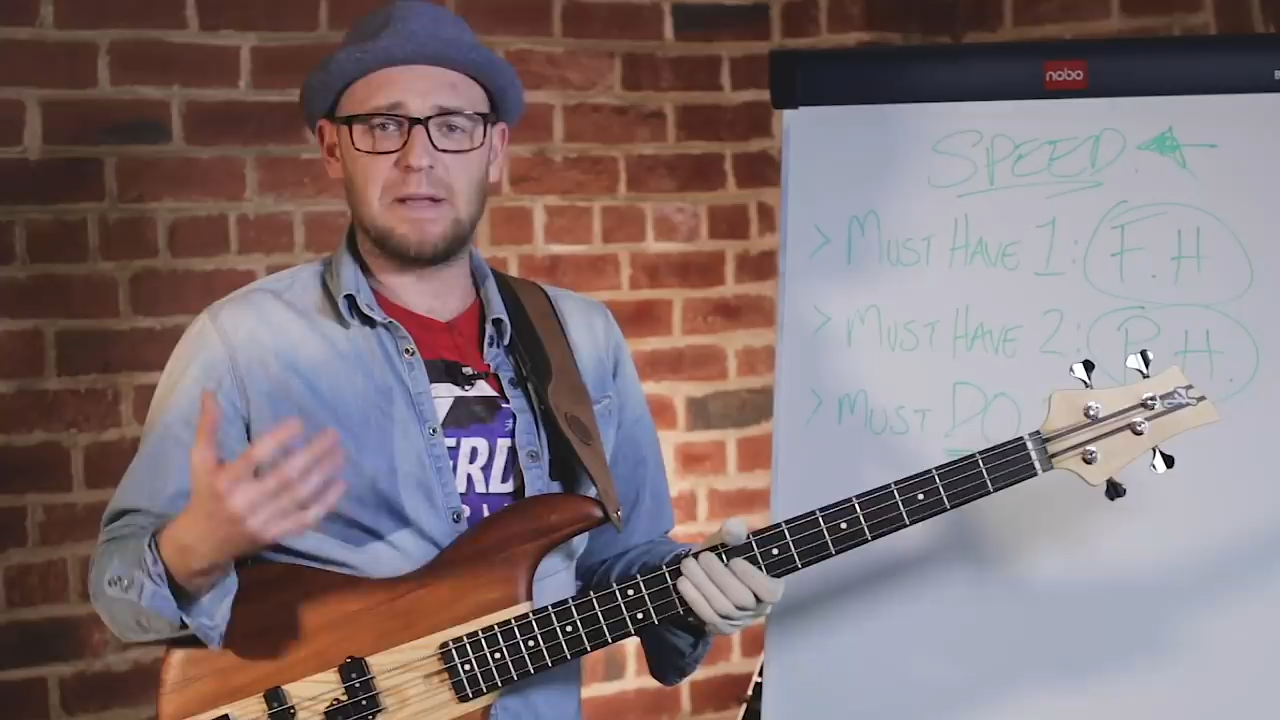 nobo
SPEED
> MUST HAVE 1: F.H
> MUST HAVE 2: P.H.
> MUST DO
ERD